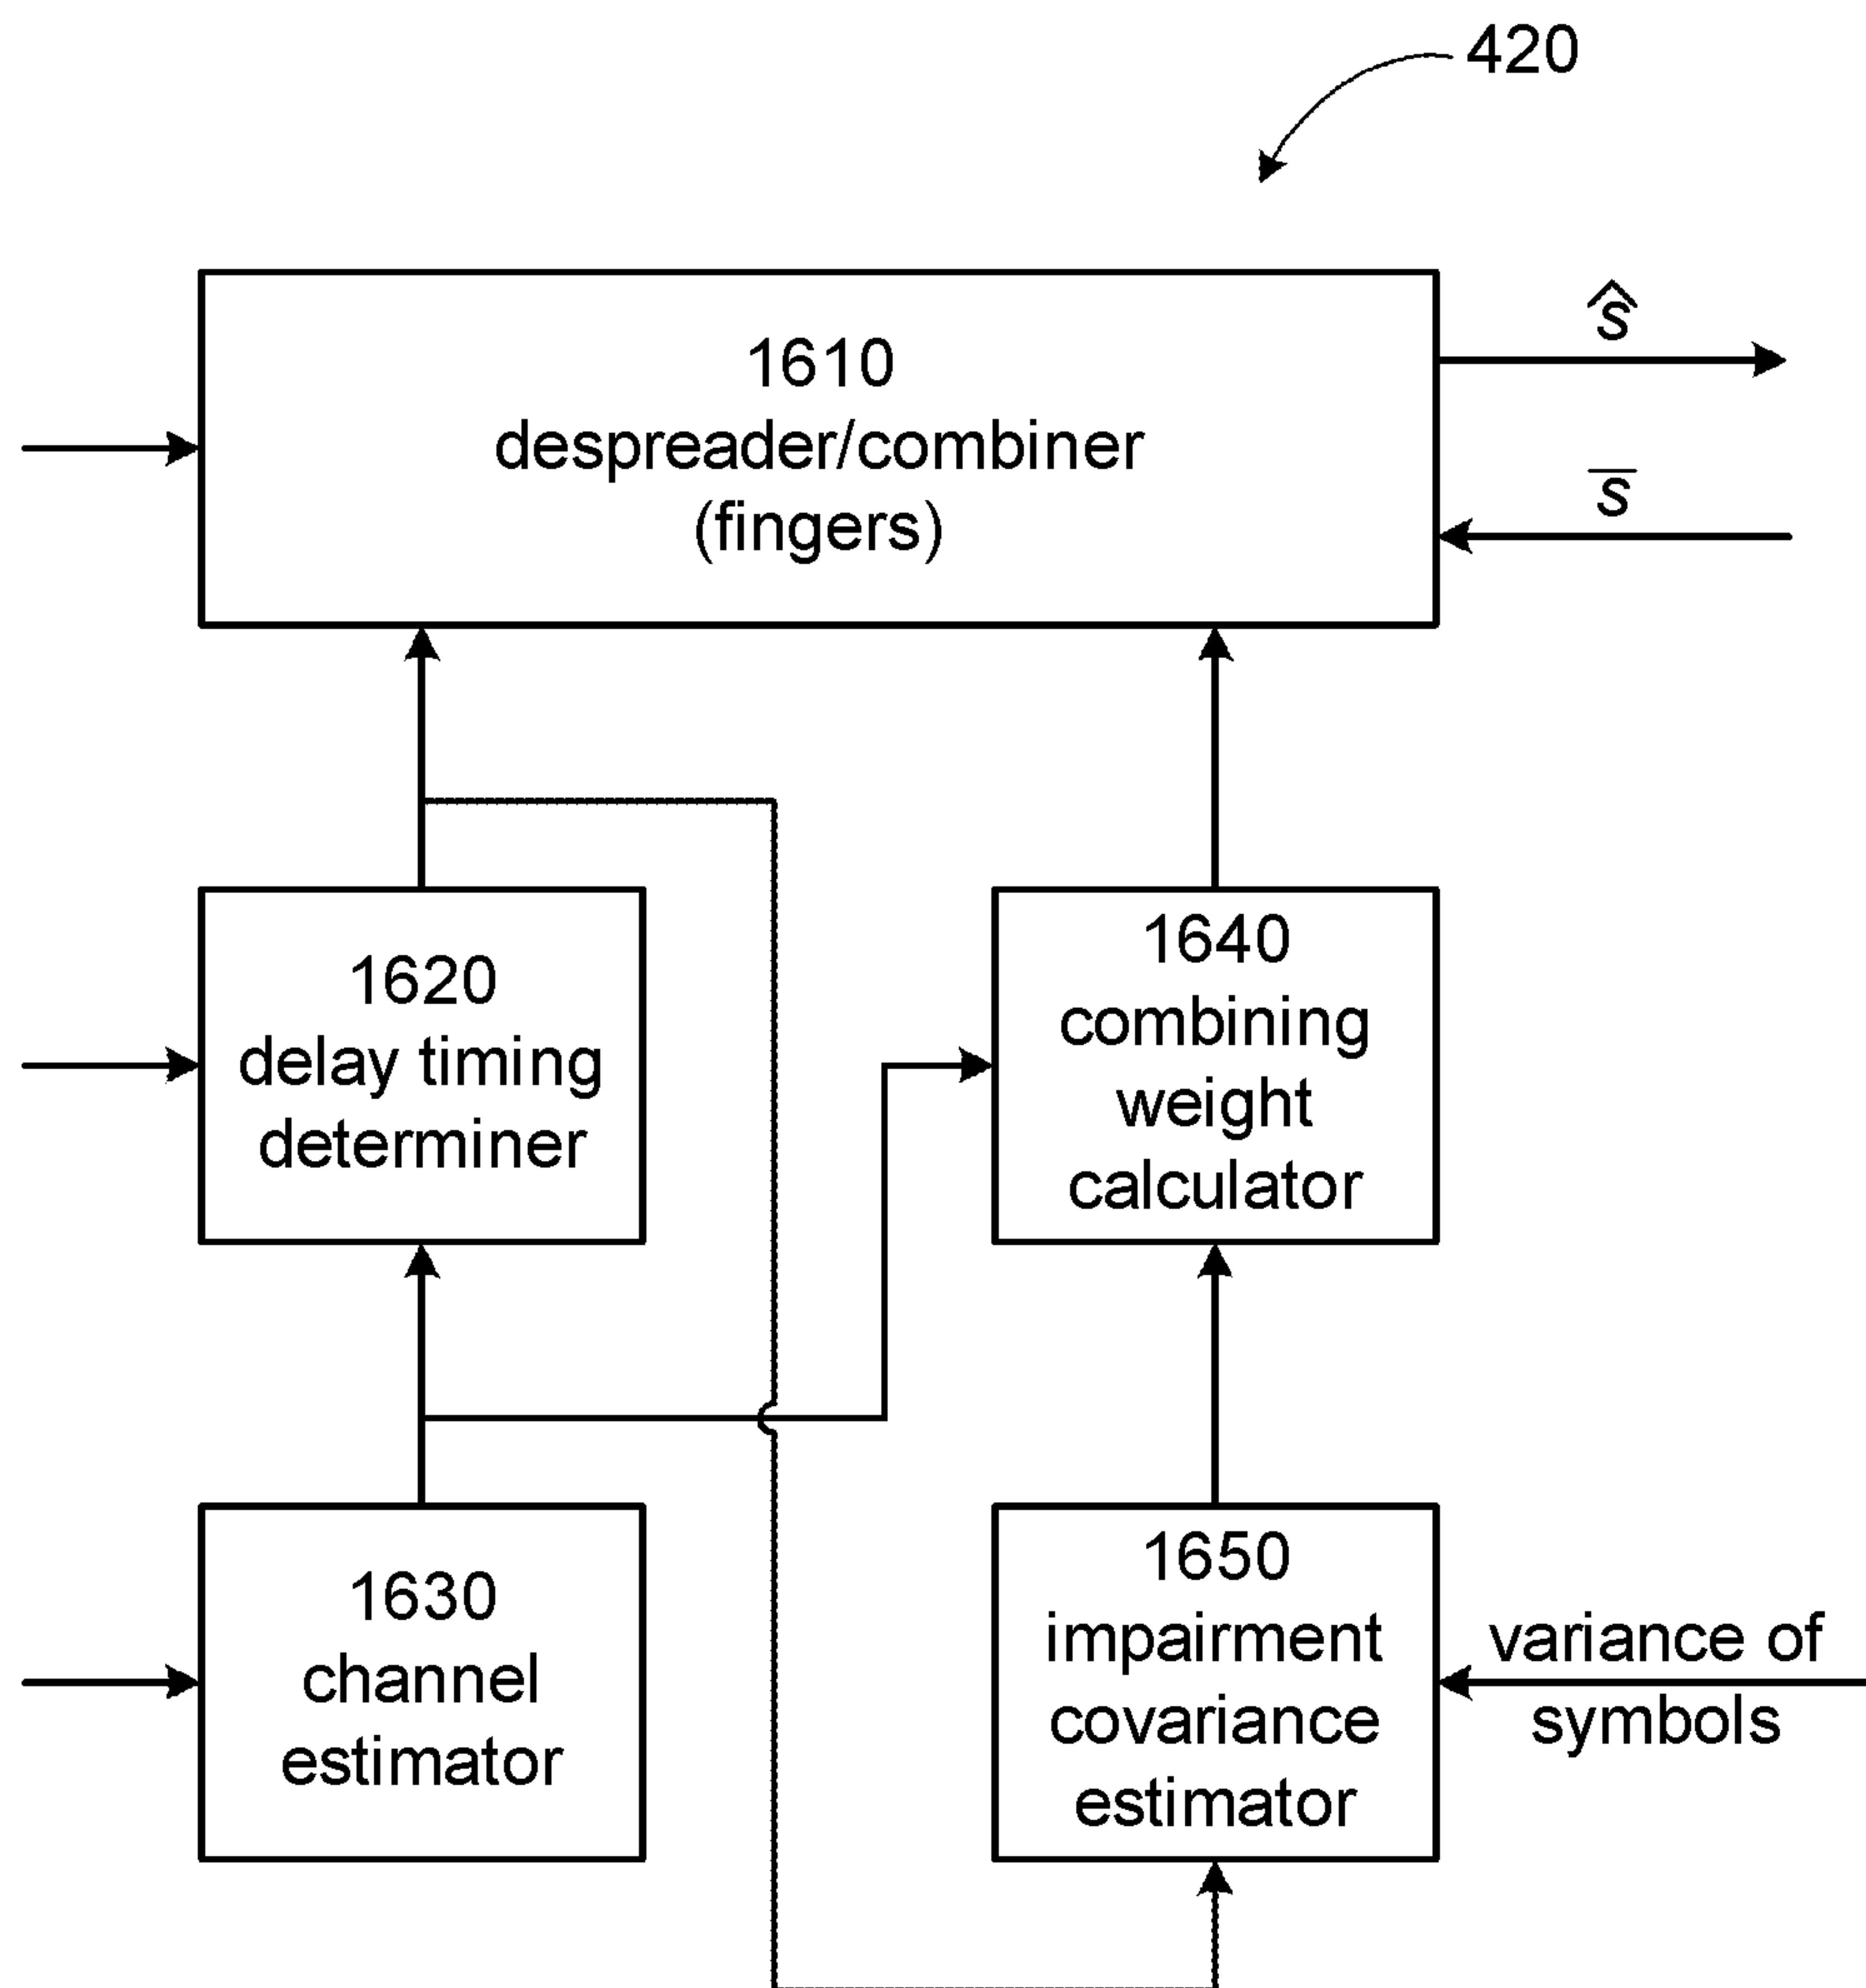 420
1610
despreader/combiner
(fingers)
ŝ
s̅
1620
delay timing
determiner
1640
combining
weight
calculator
1630
channel
estimator
1650
impairment
covariance
estimator
variance of
symbols